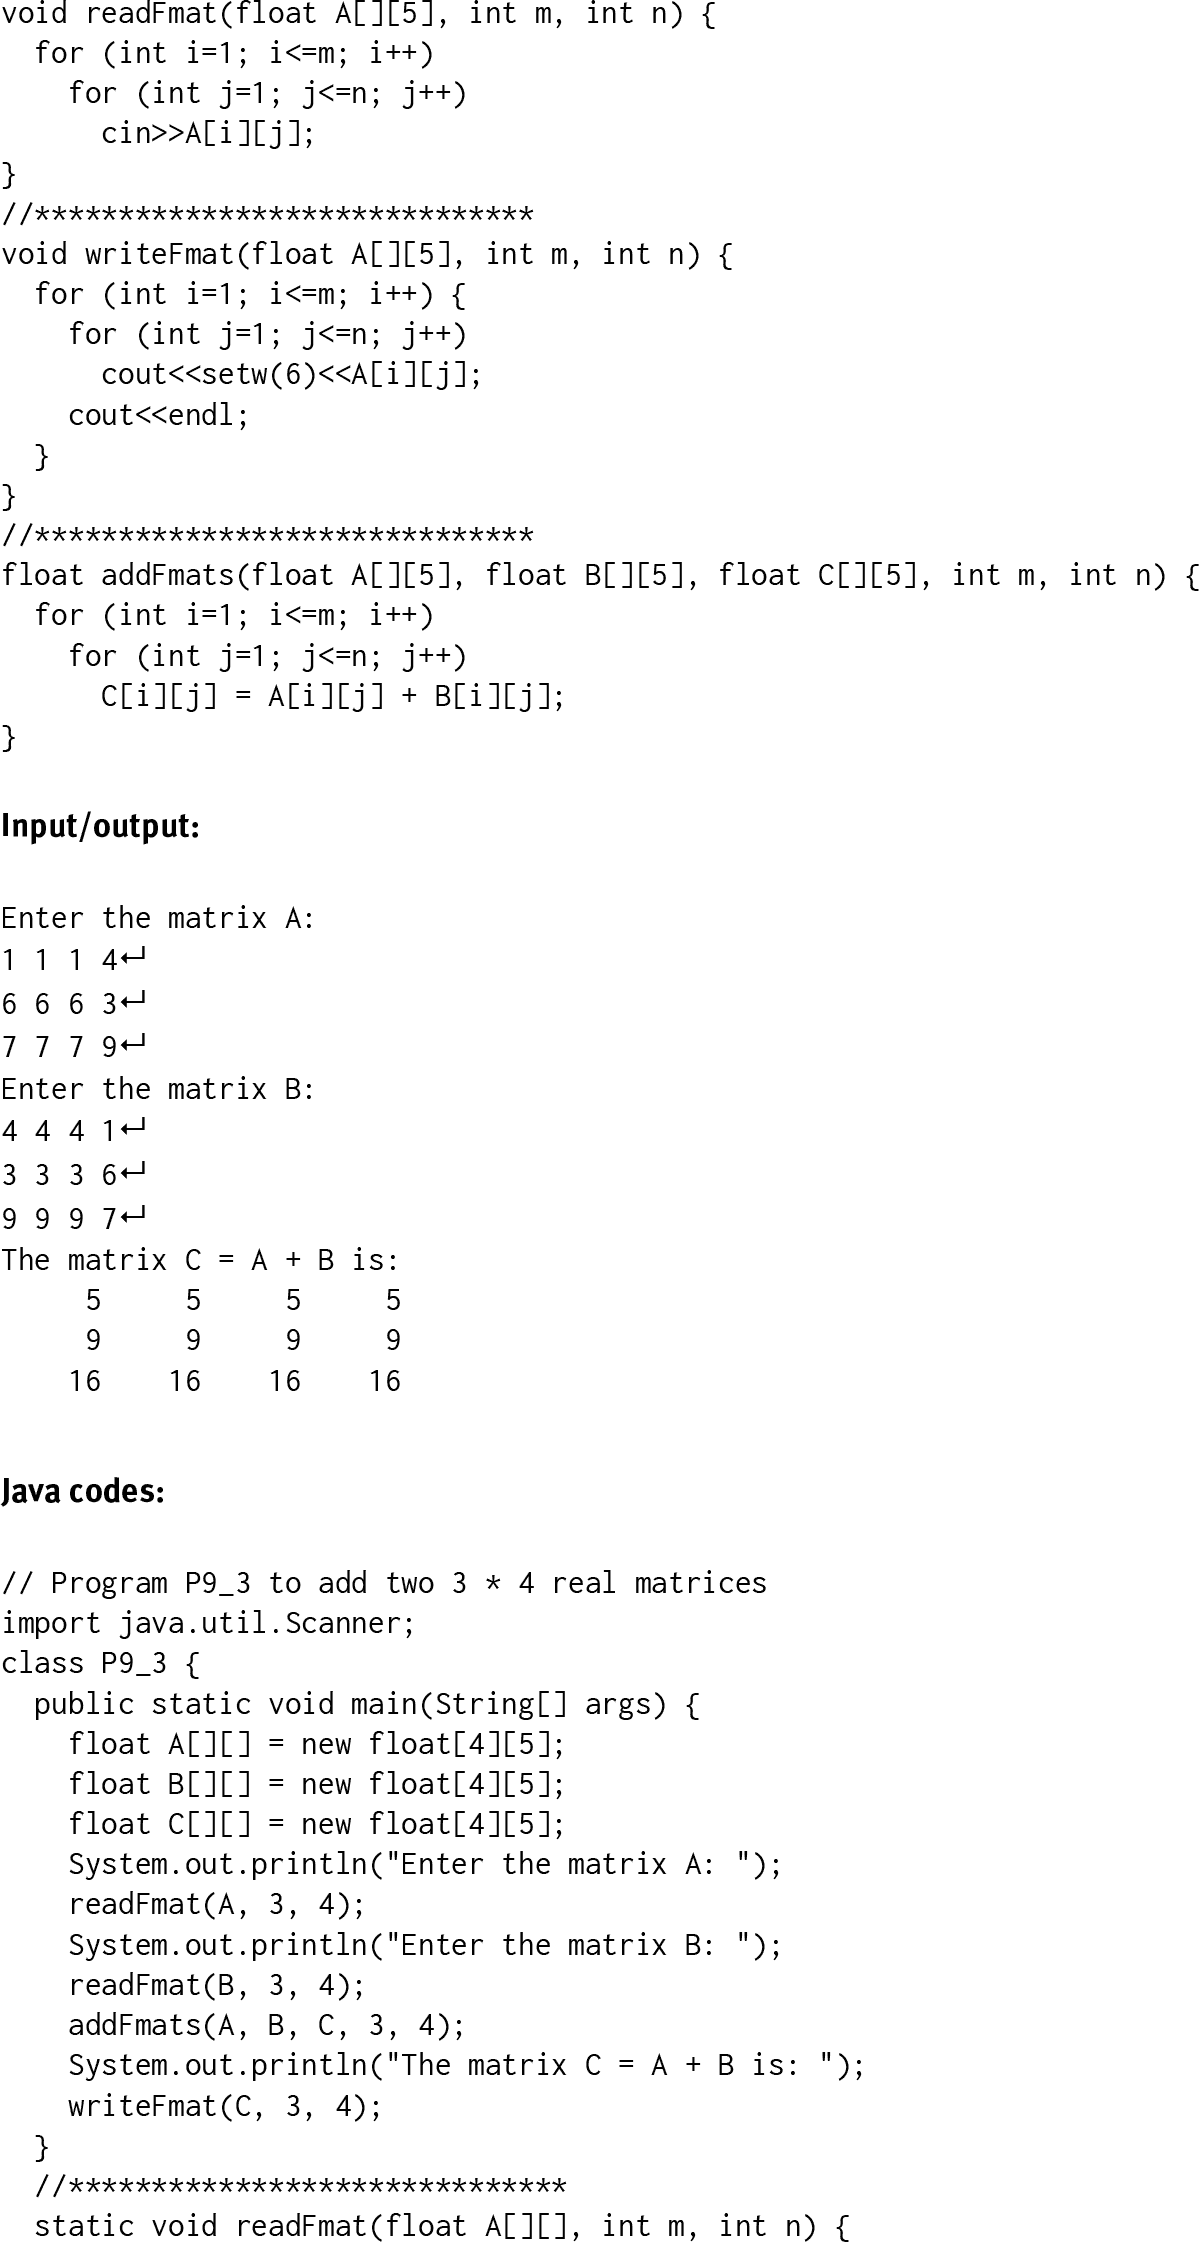 void readFmat(float A[][5], int m, int n) {
  for (int i=1; i<=m; i++)
    for (int j=1; j<=n; j++)
      cin>>A[i][j];
}
//******************************
void writeFmat(float A[][5], int m, int n) {
  for (int i=1; i<=m; i++) {
    for (int j=1; j<=n; j++)
      cout<<setw(6)<<A[i][j];
    cout<<endl;
  }
}
//******************************
float addFmats(float A[][5], float B[][5], float C[][5], int m, int n) {
  for (int i=1; i<=m; i++)
    for (int j=1; j<=n; j++)
      C[i][j] = A[i][j] + B[i][j];
}
Input/output:
Enter the matrix A:
1 1 1 4↵
6 6 6 3↵
7 7 7 9↵
Enter the matrix B:
4 4 4 1↵
3 3 3 6↵
9 9 9 7↵
The matrix C = A + B is:
     5     5     5     5
     9     9     9     9
    16    16    16    16
Java codes:
// Program P9_3 to add two 3 * 4 real matrices
import java.util.Scanner;
class P9_3 {
  public static void main(String[] args) {
    float A[][] = new float[4][5];
    float B[][] = new float[4][5];
    float C[][] = new float[4][5];
    System.out.println("Enter the matrix A: ");
    readFmat(A, 3, 4);
    System.out.println("Enter the matrix B: ");
    readFmat(B, 3, 4);
    addFmats(A, B, C, 3, 4);
    System.out.println("The matrix C = A + B is: ");
    writeFmat(C, 3, 4);
  }
  //******************************
  static void readFmat(float A[][], int m, int n) {